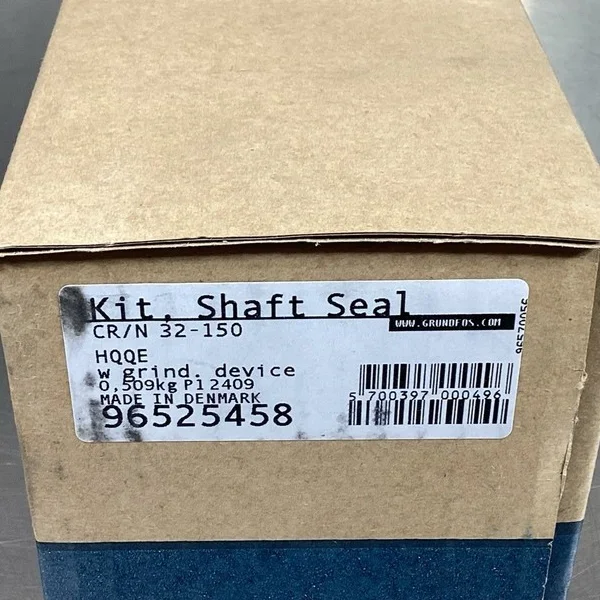 Kit, Shaft Seal
WWW.GRUNDFOS.COM
CR/N 32-150
HQQE
w grind. device
0,509kg P1 2409
MADE IN DENMARK
96525458
5 700397 000496
96570056